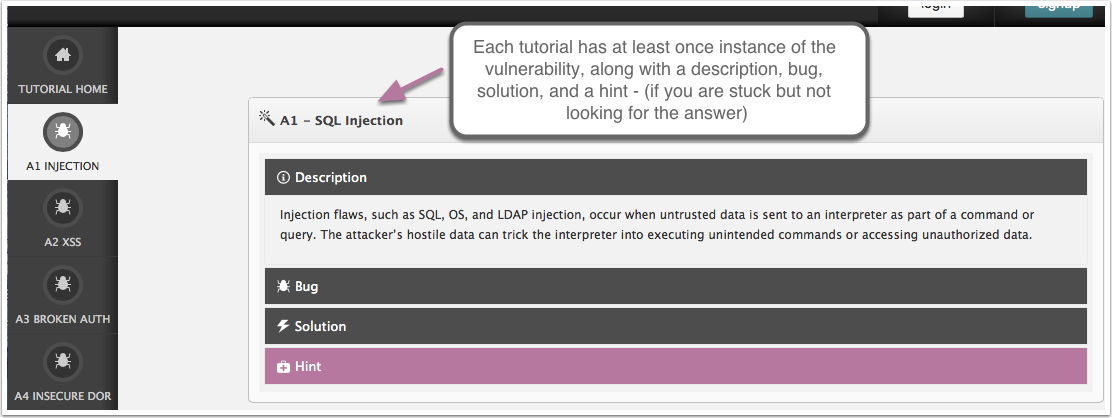 login
signup
Each tutorial has at least once instance of the
vulnerability, along with a description, bug,
solution, and a hint - (if you are stuck but not
looking for the answer)
TUTORIAL HOME
A1 INJECTION
A2 XSS
A3 BROKEN AUTH
A4 INSECURE DOR
A1 – SQL Injection
Description
Injection flaws, such as SQL, OS, and LDAP injection, occur when untrusted data is sent to an interpreter as part of a command or
query. The attacker's hostile data can trick the interpreter into executing unintended commands or accessing unauthorized data.
Bug
Solution
Hint